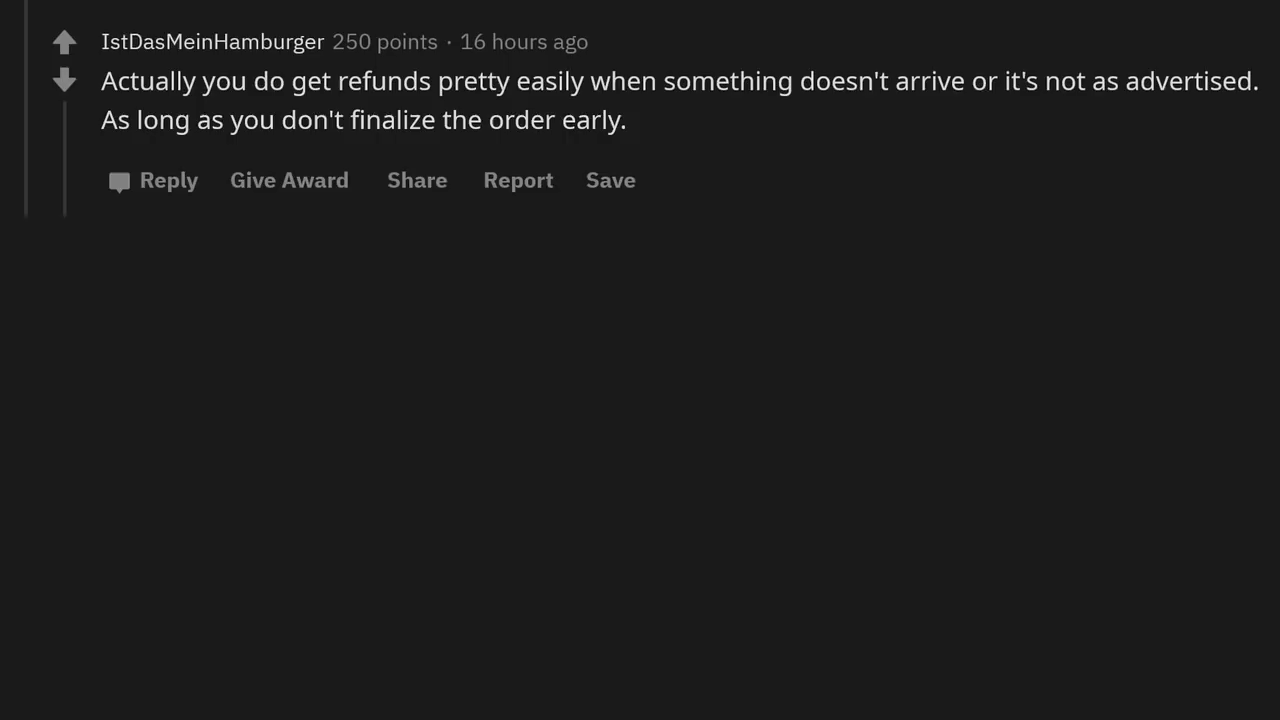 IstDasMeinHamburger 250 points · 16 hours ago
Actually you do get refunds pretty easily when something doesn't arrive or it's not as advertised.
As long as you don't finalize the order early.
Reply Give Award Share Report Save